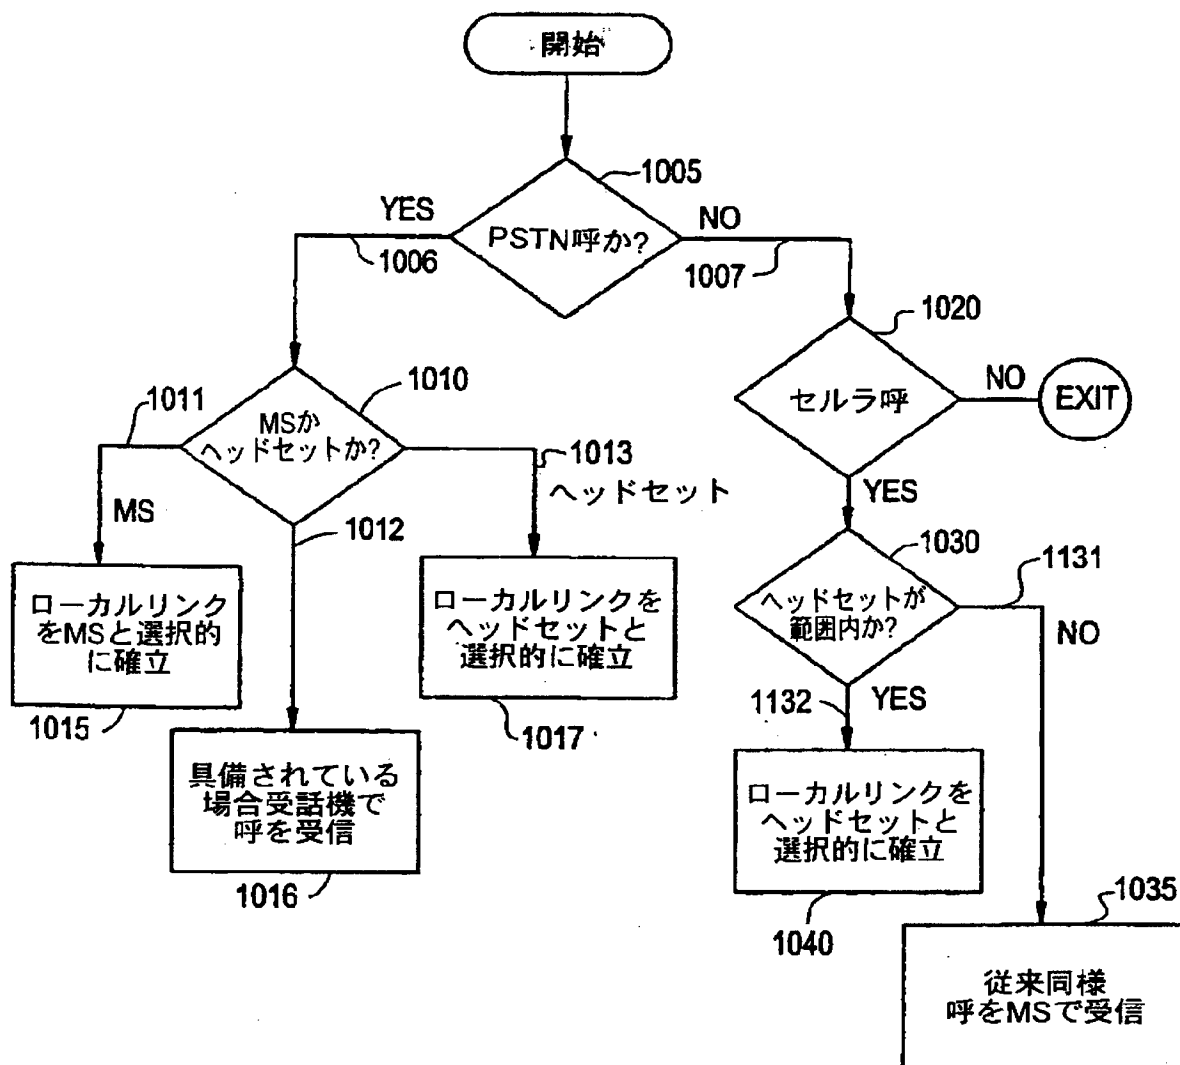 開始
1005
YES
NO
PSTN呼か?
1006
1007
1020
セルラ呼
NO
EXIT
1010
1011
MSか
ヘッドセットか?
1013
ヘッドセット
MS
1012
YES
1030
1131
ヘッドセットが
範囲内か?
NO
ローカルリンク
をMSと選択的
に確立
1015
ローカルリンクを
ヘッドセットと
選択的に確立
1017
1132
YES
具備されている
場合受話機で
呼を受信
1016
ローカルリンクを
ヘッドセットと
選択的に確立
1040
1035
従来同様
呼をMSで受信